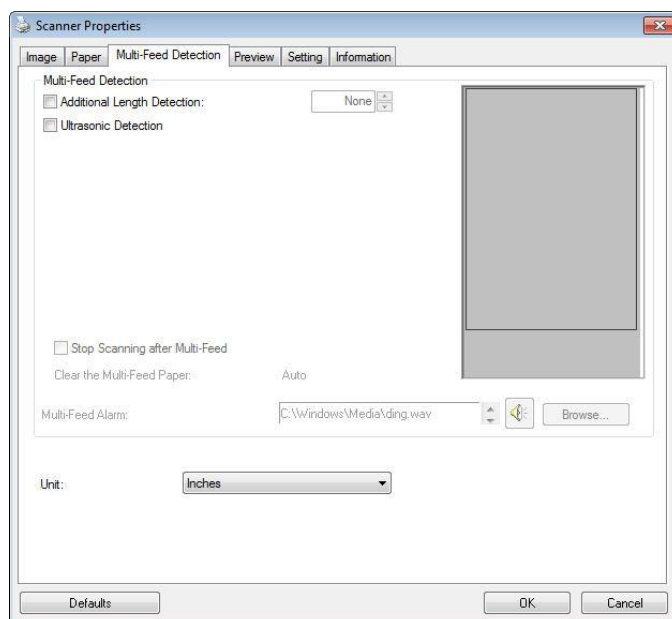 Scanner Properties
Image Paper Multi-Feed Detection Preview Setting Information
Multi-Feed Detection
Additional Length Detection: None
Ultrasonic Detection
Stop Scanning after Multi-Feed
Clear the Multi-Feed Paper: Auto
Multi-Feed Alarm: C:\Windows\Media\ding.wav Browse...
Unit: Inches
Defaults OK Cancel